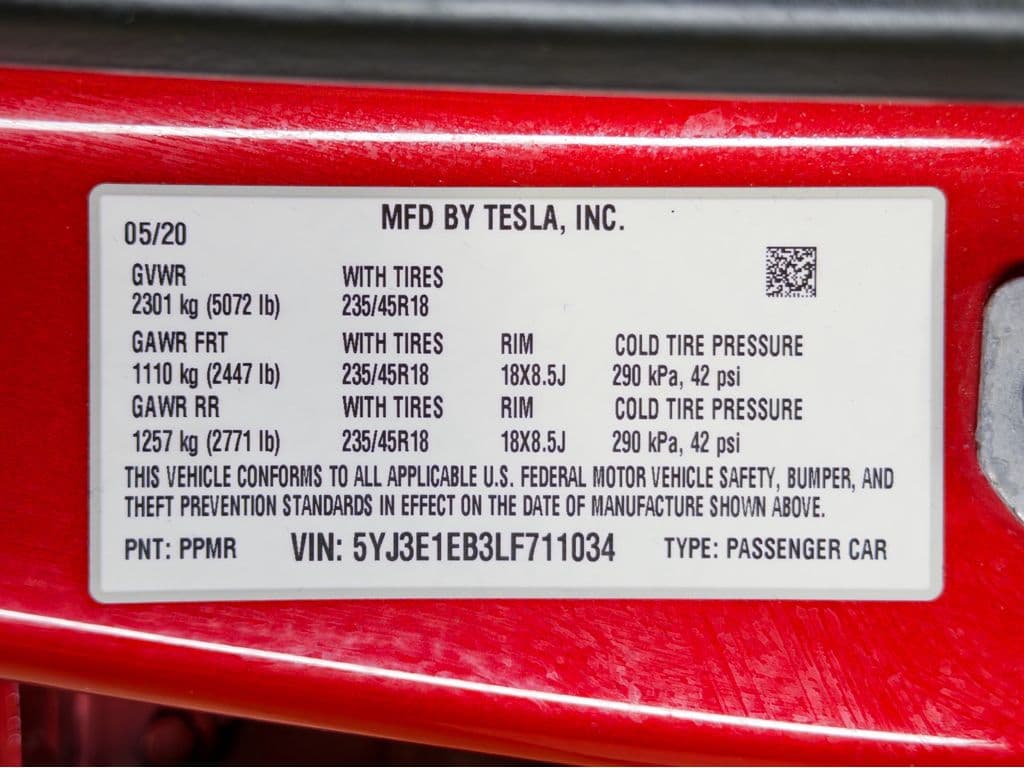 MFD BY TESLA, INC.
05/20
GVWR WITH TIRES
2301 kg (5072 lb) 235/45R18
GAWR FRT WITH TIRES RIM COLD TIRE PRESSURE
1110 kg (2447 lb) 235/45R18 18X8.5J 290 kPa, 42 psi
GAWR RR WITH TIRES RIM COLD TIRE PRESSURE
1257 kg (2771 lb) 235/45R18 18X8.5J 290 kPa, 42 psi
THIS VEHICLE CONFORMS TO ALL APPLICABLE U.S. FEDERAL MOTOR VEHICLE SAFETY, BUMPER, AND
THEFT PREVENTION STANDARDS IN EFFECT ON THE DATE OF MANUFACTURE SHOWN ABOVE.
PNT: PPMR VIN: 5YJ3E1EB3LF711034 TYPE: PASSENGER CAR